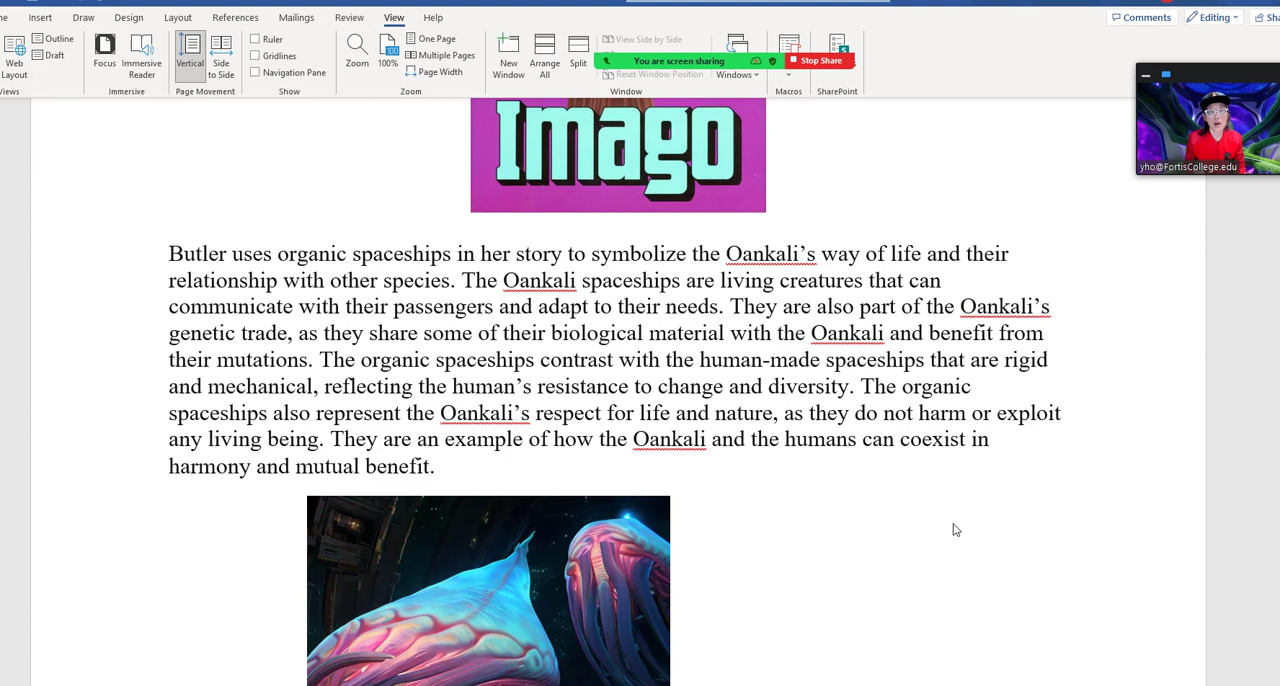 Insert Draw Design Layout References Mailings Review View Help Comments Editing
Outline Ruler One Page View Side by Side
Draft Gridlines Multiple Pages You are screen sharing Stop Share
Navigation Pane Page Width Reset Window Position
Web Layout Focus Immersive Reader Vertical Side to Side Zoom 100% New Window Arrange All Split Windows Macros SharePoint
Immersive Page Movement Show Zoom Window Macros SharePoint
yho@FortisCollege.edu
Imago
Butler uses organic spaceships in her story to symbolize the Oankali’s way of life and their
relationship with other species. The Oankali spaceships are living creatures that can
communicate with their passengers and adapt to their needs. They are also part of the Oankali’s
genetic trade, as they share some of their biological material with the Oankali and benefit from
their mutations. The organic spaceships contrast with the human-made spaceships that are rigid
and mechanical, reflecting the human’s resistance to change and diversity. The organic
spaceships also represent the Oankali’s respect for life and nature, as they do not harm or exploit
any living being. They are an example of how the Oankali and the humans can coexist in
harmony and mutual benefit.